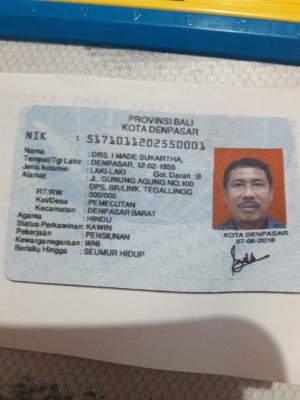 PROVINSI BALI
KOTA DENPASAR
NIK : 5171011202550001
Nama : DRS. I MADE SUKARTHA,
Tempat/Tgl Lahir : DENPASAR, 12-02-1955
Jenis kelamin : LAKI-LAKI Gol. Darah :B
Alamat : JL. GUNUNG AGUNG NO.100
DPS, BR/LINK. TEGALLINGG
RT/RW : 000/000
Kel/Desa : PEMECUTAN
Kecamatan : DENPASAR BARAT
Agama : HINDU
Status Perkawinan: KAWIN
Pekerjaan : PENSIUNAN
Kewarganegaraan: WNI
Berlaku Hingga : SEUMUR HIDUP
KOTA DENPASAR
07-06-2018